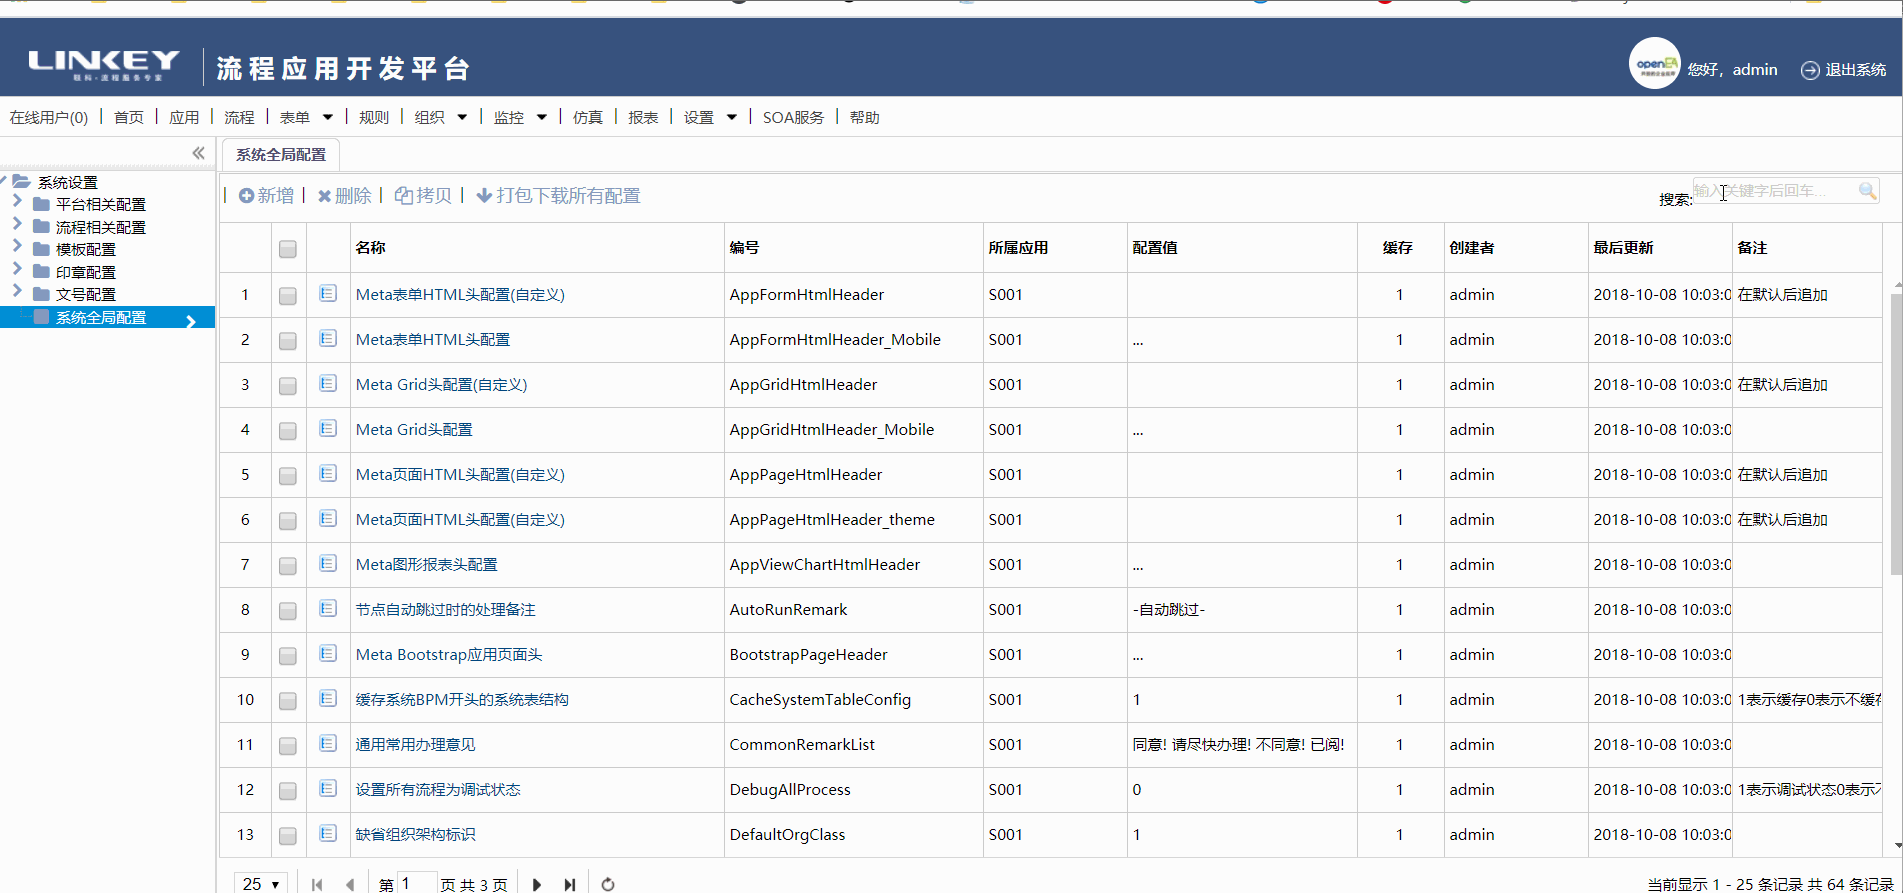 LINKEY
联科·流程服务专家
流程应用开发平台
openEA
您好，admin
退出系统
在线用户(0) 首页 应用 流程 表单 规则 组织 监控 仿真 报表 设置 SOA服务 帮助
系统全局配置
系统设置
平台相关配置
流程相关配置
模板配置
印章配置
文号配置
系统全局配置
新增 删除 拷贝 打包下载所有配置
搜索: 输入关键字后回车...
名称 编号 所属应用 配置值 缓存 创建者 最后更新 备注
1 Meta表单HTML头配置(自定义) AppFormHtmlHeader S001 1 admin 2018-10-08 10:03:0 在默认后追加
2 Meta表单HTML头配置 AppFormHtmlHeader_Mobile S001 ... 1 admin 2018-10-08 10:03:0
3 Meta Grid头配置(自定义) AppGridHtmlHeader S001 1 admin 2018-10-08 10:03:0 在默认后追加
4 Meta Grid头配置 AppGridHtmlHeader_Mobile S001 ... 1 admin 2018-10-08 10:03:0
5 Meta页面HTML头配置(自定义) AppPageHtmlHeader S001 1 admin 2018-10-08 10:03:0 在默认后追加
6 Meta页面HTML头配置(自定义) AppPageHtmlHeader_theme S001 1 admin 2018-10-08 10:03:0 在默认后追加
7 Meta图形报表头配置 AppViewChartHtmlHeader S001 ... 1 admin 2018-10-08 10:03:0
8 节点自动跳过时的处理备注 AutoRunRemark S001 -自动跳过- 1 admin 2018-10-08 10:03:0
9 Meta Bootstrap应用页面头 BootstrapPageHeader S001 ... 1 admin 2018-10-08 10:03:0
10 缓存系统BPM开头的系统表结构 CacheSystemTableConfig S001 1 1 admin 2018-10-08 10:03:0 1表示缓存0表示不缓存
11 通用常用办理意见 CommonRemarkList S001 同意! 请尽快办理! 不同意! 已阅! 1 admin 2018-10-08 10:03:0
12 设置所有流程为调试状态 DebugAllProcess S001 0 1 admin 2018-10-08 10:03:0 1表示调试状态0表示不
13 缺省组织架构标识 DefaultOrgClass S001 1 1 admin 2018-10-08 10:03:0
25 第 1 页 共 3 页 当前显示 1 - 25 条记录 共 64 条记录